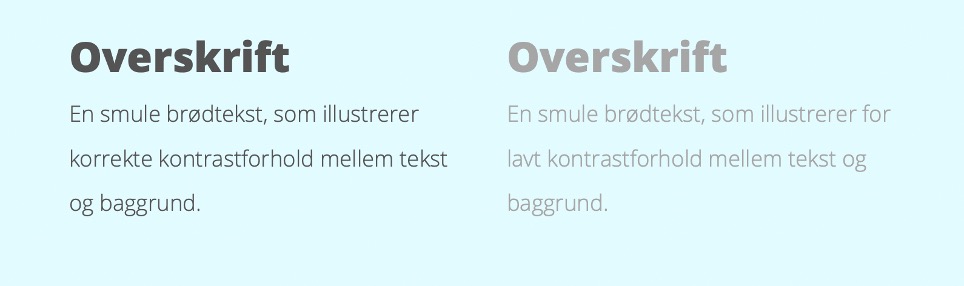 Overskrift
En smule brødtekst, som illustrerer
korrekte kontrastforhold mellem tekst
og baggrund.
Overskrift
En smule brødtekst, som illustrerer for
lavt kontrastforhold mellem tekst og
baggrund.